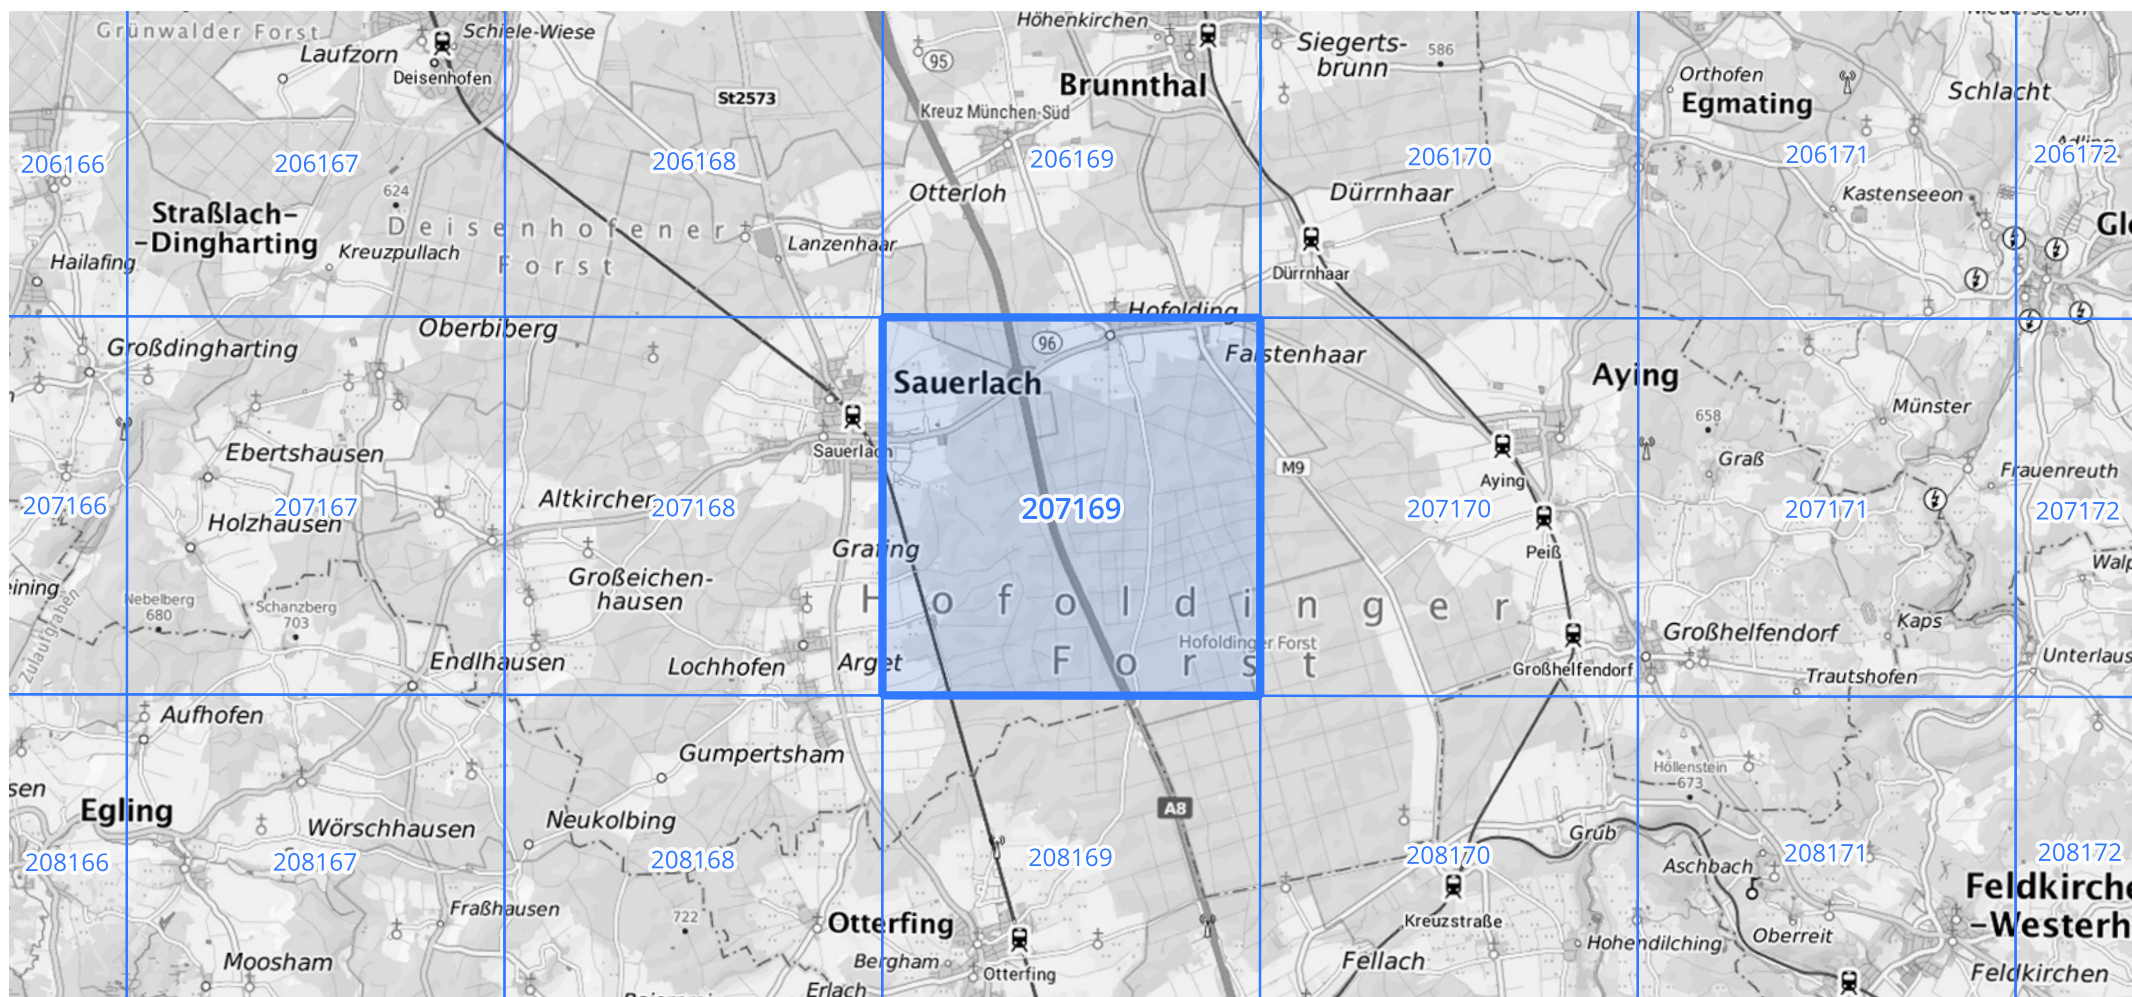 Grünwalder Forst
Laufzorn
Schiele-Wiese
Deisenhofen
St2573
Höhenkirchen
95
Brunnthal
Kreuz München-Süd
Siegerts-
brunn
586
Orthofen
Egmating
Schlacht
206166
206167
206168
206169
206170
206171
206172
624
Straßlach-
-Dingharting
Hailafing
Kreuzpullach
Deisenhofener
Forst
Lanzenhaar
Otterloh
Dürrnhaar
Dürrnhaar
Kastenseeon
Hofolding
Großdingharting
Oberbiberg
96
Faistenhaar
Sauerlach
Aying
Münster
658
Ebertshausen
Sauerlach
M9
Aying
Graß
Frauenreuth
207166
207167
207168
207169
207170
207171
207172
Holzhausen
Altkirchen
Grafing
Peiß
Großeichen-
hausen
Nebelberg
680
Schanzberg
703
Zulaufgraben
Hofoldinger
Forst
Hofoldinger Forst
Kaps
Großhelfendorf
Großhelfendorf
Endlhausen
Lochhofen
Arget
Trautshofen
Unterlaus
Aufhofen
Gumpertsham
Höllenstein
673
Egling
Wörschhausen
Neukolbing
A8
Grub
208166
208167
208168
208169
208170
208171
208172
Aschbach
Feldkirche
-Westerh
Fraßhausen
722
Otterfing
Kreuzstraße
Oberreit
Hohendilching
Moosham
Bergham
Otterfing
Fellach
Feldkirchen
Erlach